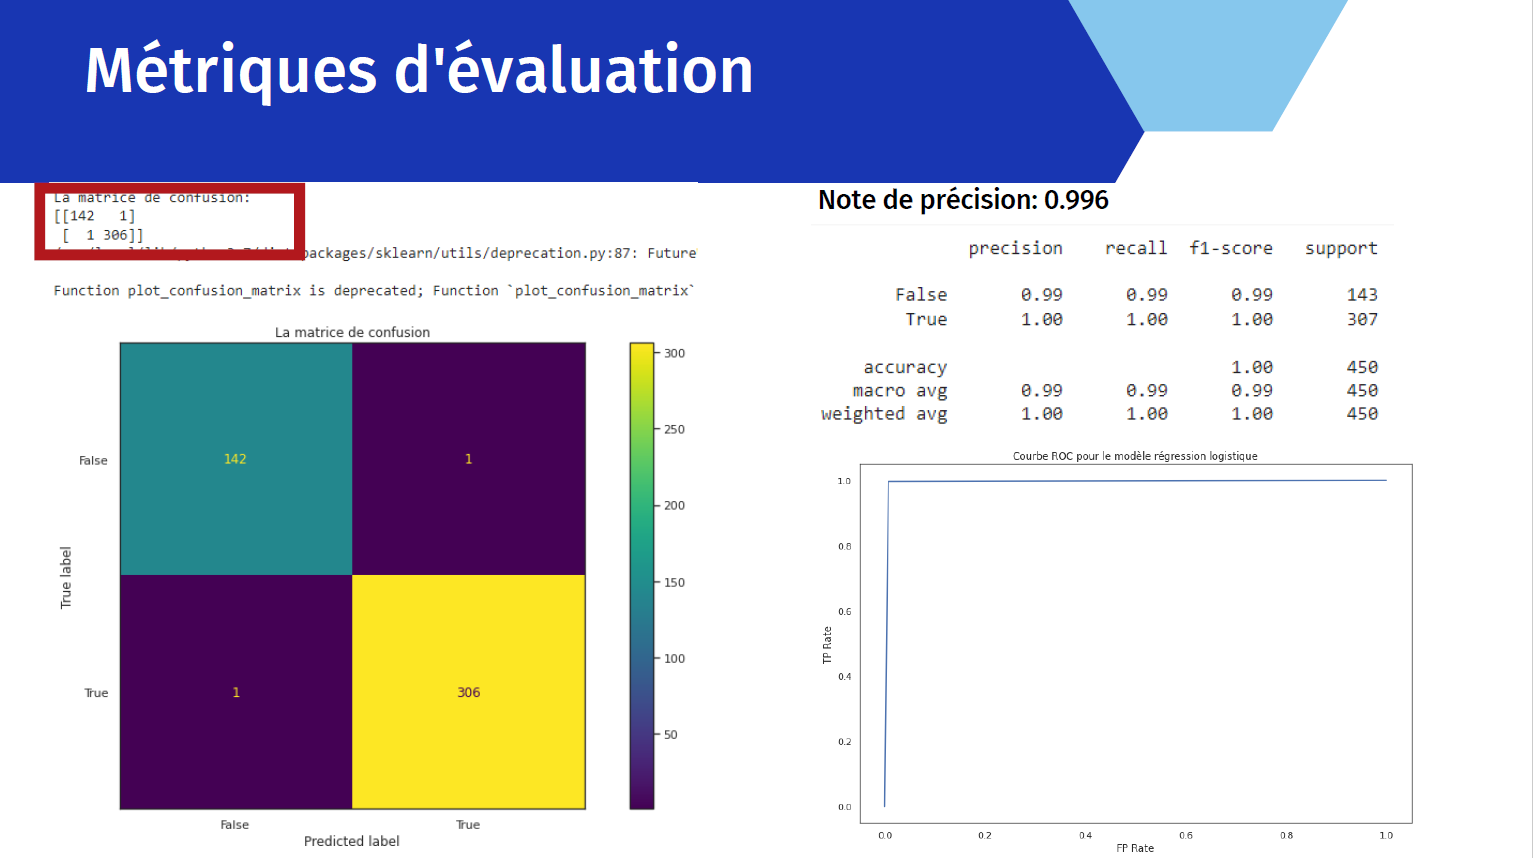 Métriques d'évaluation
La matrice de confusion:
[[142   1]
 [  1 306]]
packages/sklearn/utils/deprecation.py:87: Future
Function plot_confusion_matrix is deprecated; Function `plot_confusion_matrix`
La matrice de confusion
True label
False
True
142
1
1
306
False
True
Predicted label
300
250
200
150
100
50
Note de précision: 0.996
precision recall f1-score support
False 0.99 0.99 0.99 143
True 1.00 1.00 1.00 307
accuracy 1.00 450
macro avg 0.99 0.99 0.99 450
weighted avg 1.00 1.00 1.00 450
Courbe ROC pour le modèle régression logistique
TP Rate
1.0
0.8
0.6
0.4
0.2
0.0
0.0 0.2 0.4 0.6 0.8 1.0
FP Rate